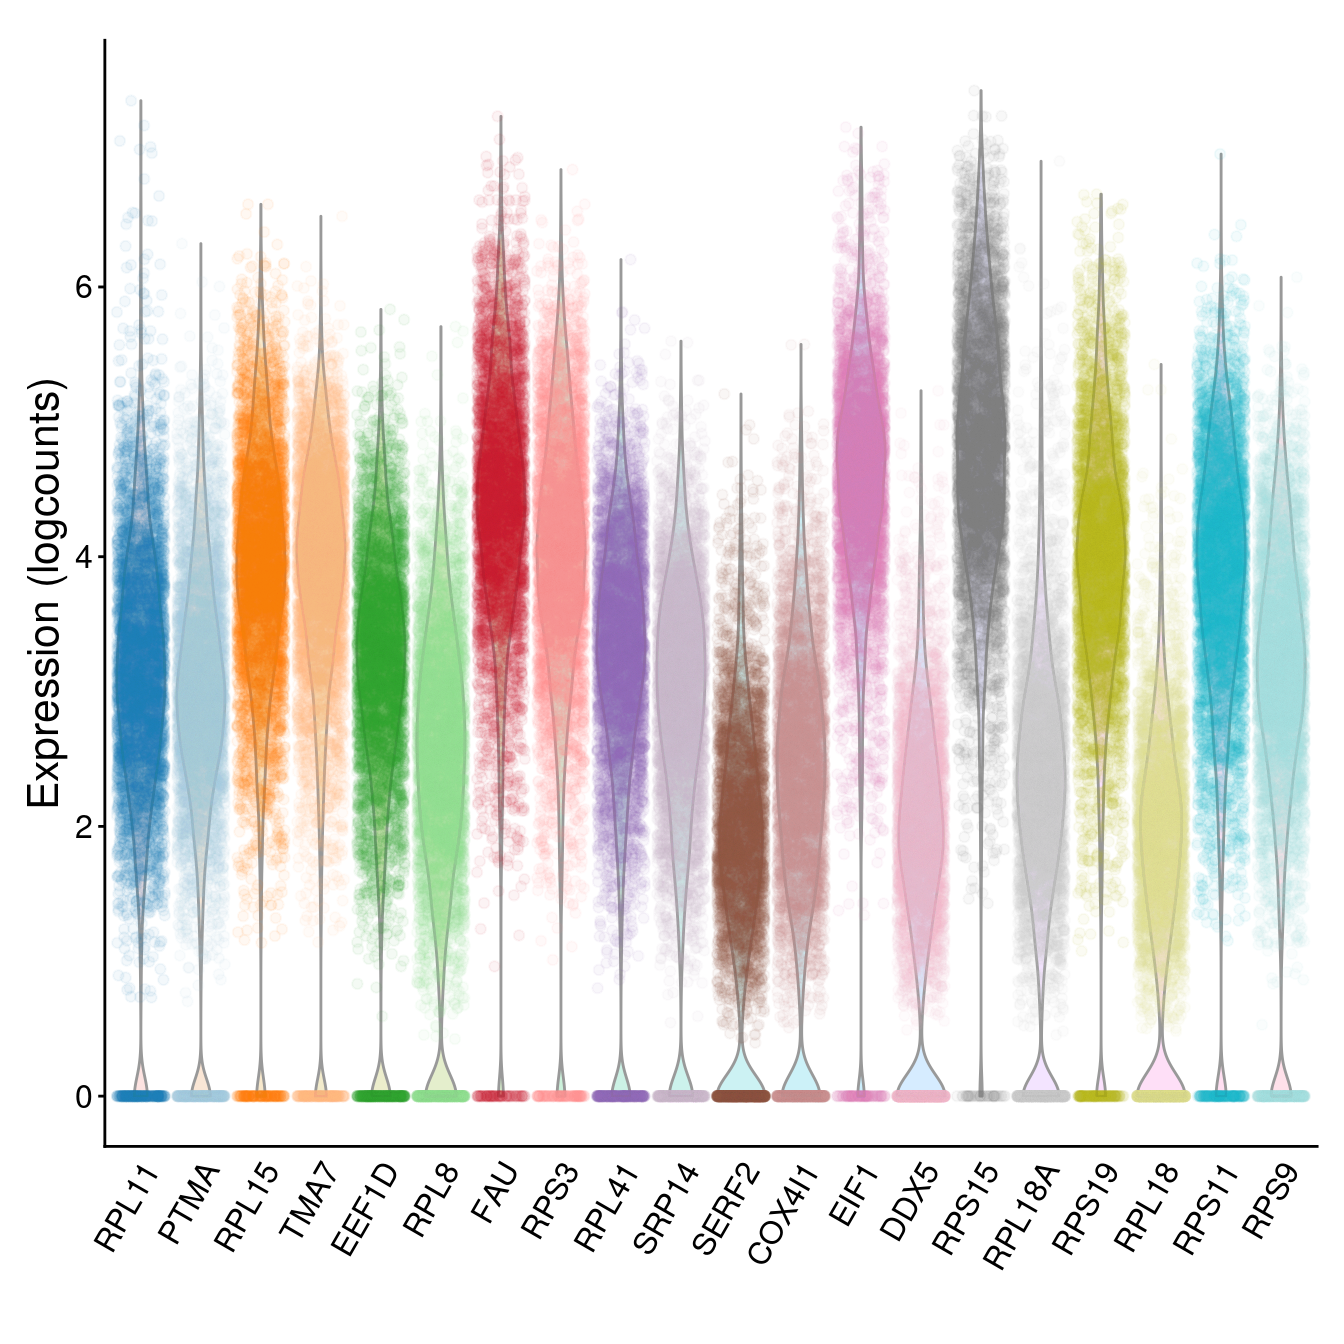 Expression (logcounts)
6
4
2
0
RPL11
PTMA
RPL15
TMA7
EEF1D
RPL8
FAU
RPS3
RPL41
SRP14
SERF2
COX4I1
EIF1
DDX5
RPS15
RPL18A
RPS19
RPL18
RPS11
RPS9